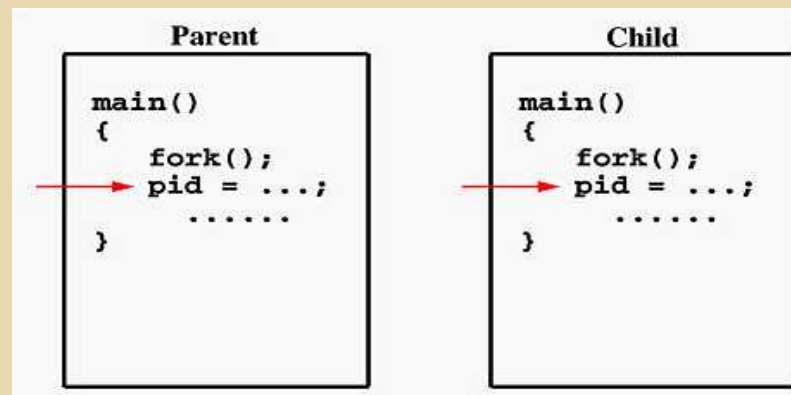 Parent
main()
{
fork();
pid = ...;
......
}
Child
main()
{
fork();
pid = ...;
......
}